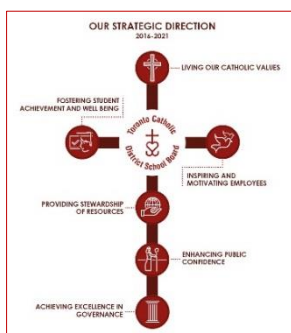 OUR STRATEGIC DIRECTION
2016-2021
LIVING OUR CATHOLIC VALUES
FOSTERING STUDENT
ACHIEVEMENT AND WELL BEING
Toronto Catholic
District School Board
INSPIRING AND
MOTIVATING EMPLOYEES
PROVIDING STEWARDSHIP
OF RESOURCES
ENHANCING PUBLIC
CONFIDENCE
ACHIEVING EXCELLENCE IN
GOVERNANCE